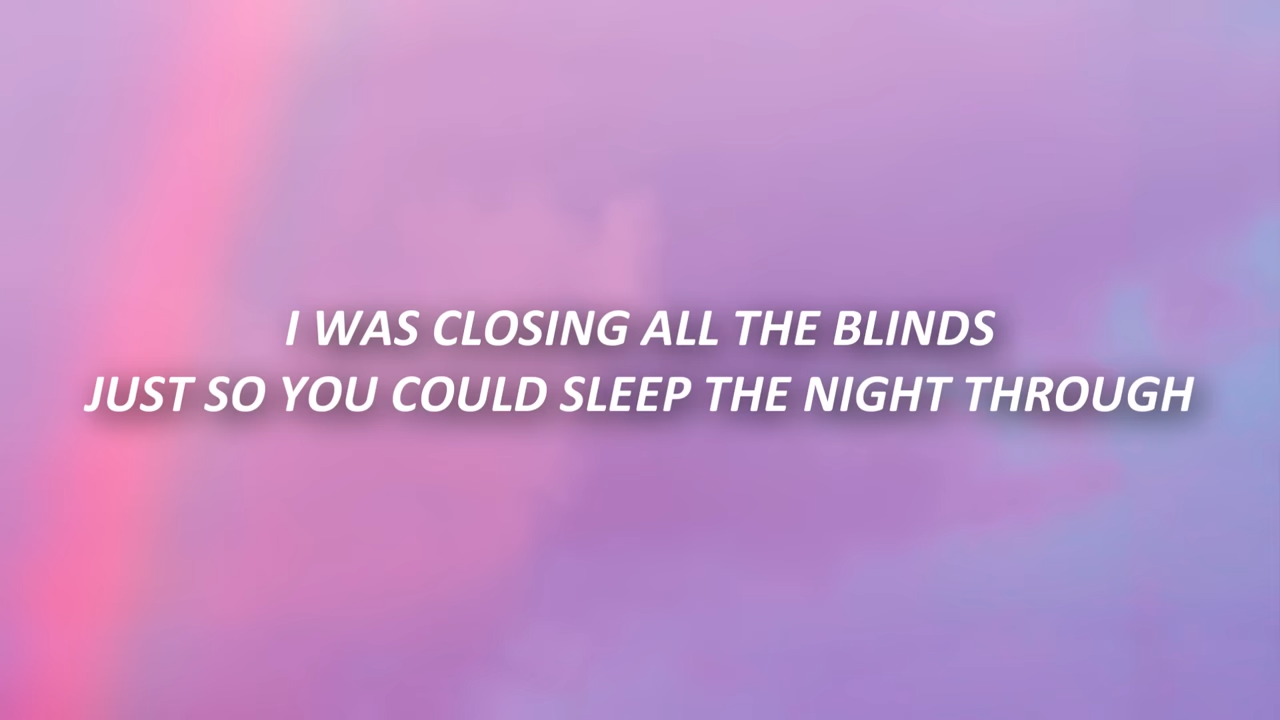 I WAS CLOSING ALL THE BLINDS
JUST SO YOU COULD SLEEP THE NIGHT THROUGH